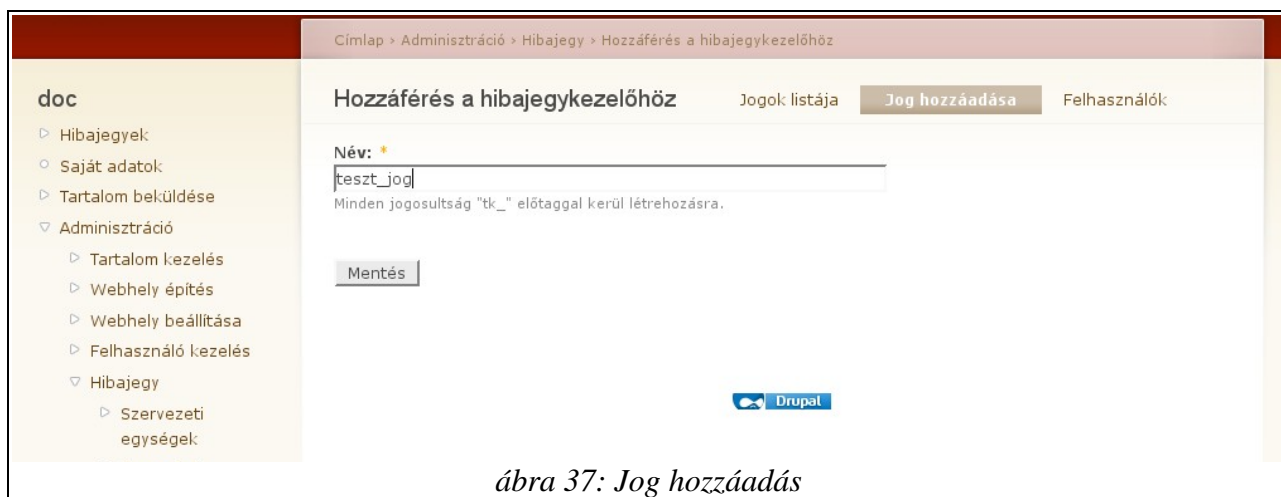 Címlap › Adminisztráció › Hibajegy › Hozzáférés a hibajegykezelőhöz
doc
Hibajegyek
Saját adatok
Tartalom beküldése
Adminisztráció
Tartalom kezelés
Webhely építés
Webhely beállítása
Felhasználó kezelés
Hibajegy
Szervezeti
egységek
Hozzáférés a hibajegykezelőhöz
Jogok listája
Jog hozzáadása
Felhasználók
Név: *
teszt_jog
Minden jogosultság "tk_" előtaggal kerül létrehozásra.
Mentés
Drupal
ábra 37: Jog hozzáadás